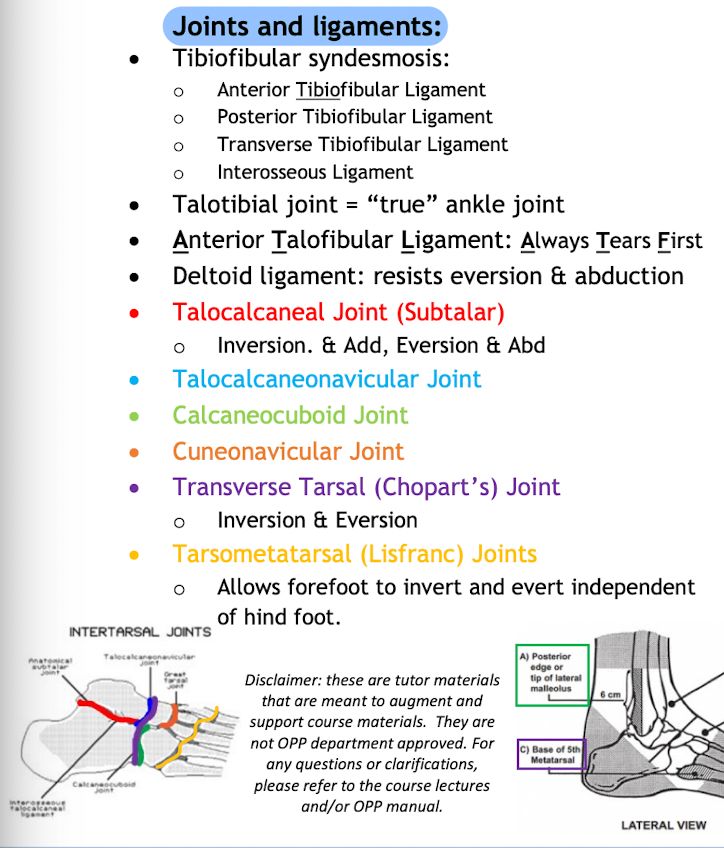 Joints and ligaments:
• Tibiofibular syndesmosis:
o Anterior Tibiofibular Ligament
o Posterior Tibiofibular Ligament
o Transverse Tibiofibular Ligament
o Interosseous Ligament
• Talotibial joint = “true” ankle joint
• Anterior Talofibular Ligament: Always Tears First
• Deltoid ligament: resists eversion & abduction
• Talocalcaneal Joint (Subtalar)
o Inversion. & Add, Eversion & Abd
• Talocalcaneonavicular Joint
• Calcaneocuboid Joint
• Cuneonavicular Joint
• Transverse Tarsal (Chopart’s) Joint
o Inversion & Eversion
• Tarsometatarsal (Lisfranc) Joints
o Allows forefoot to invert and evert independent
of hind foot.
INTERTARSAL JOINTS
Anatomical
subtalar
joint
Talocalcaneonavicular
joint
Great
tarsal
joint
Calcaneocuboid
joint
Interosseous
talocalcaneal
ligament
Disclaimer: these are tutor materials
that are meant to augment and
support course materials. They are
not OPP department approved. For
any questions or clarifications,
please refer to the course lectures
and/or OPP manual.
A) Posterior
edge or
tip of lateral
malleolus
6 cm
C) Base of 5th
Metatarsal
LATERAL VIEW